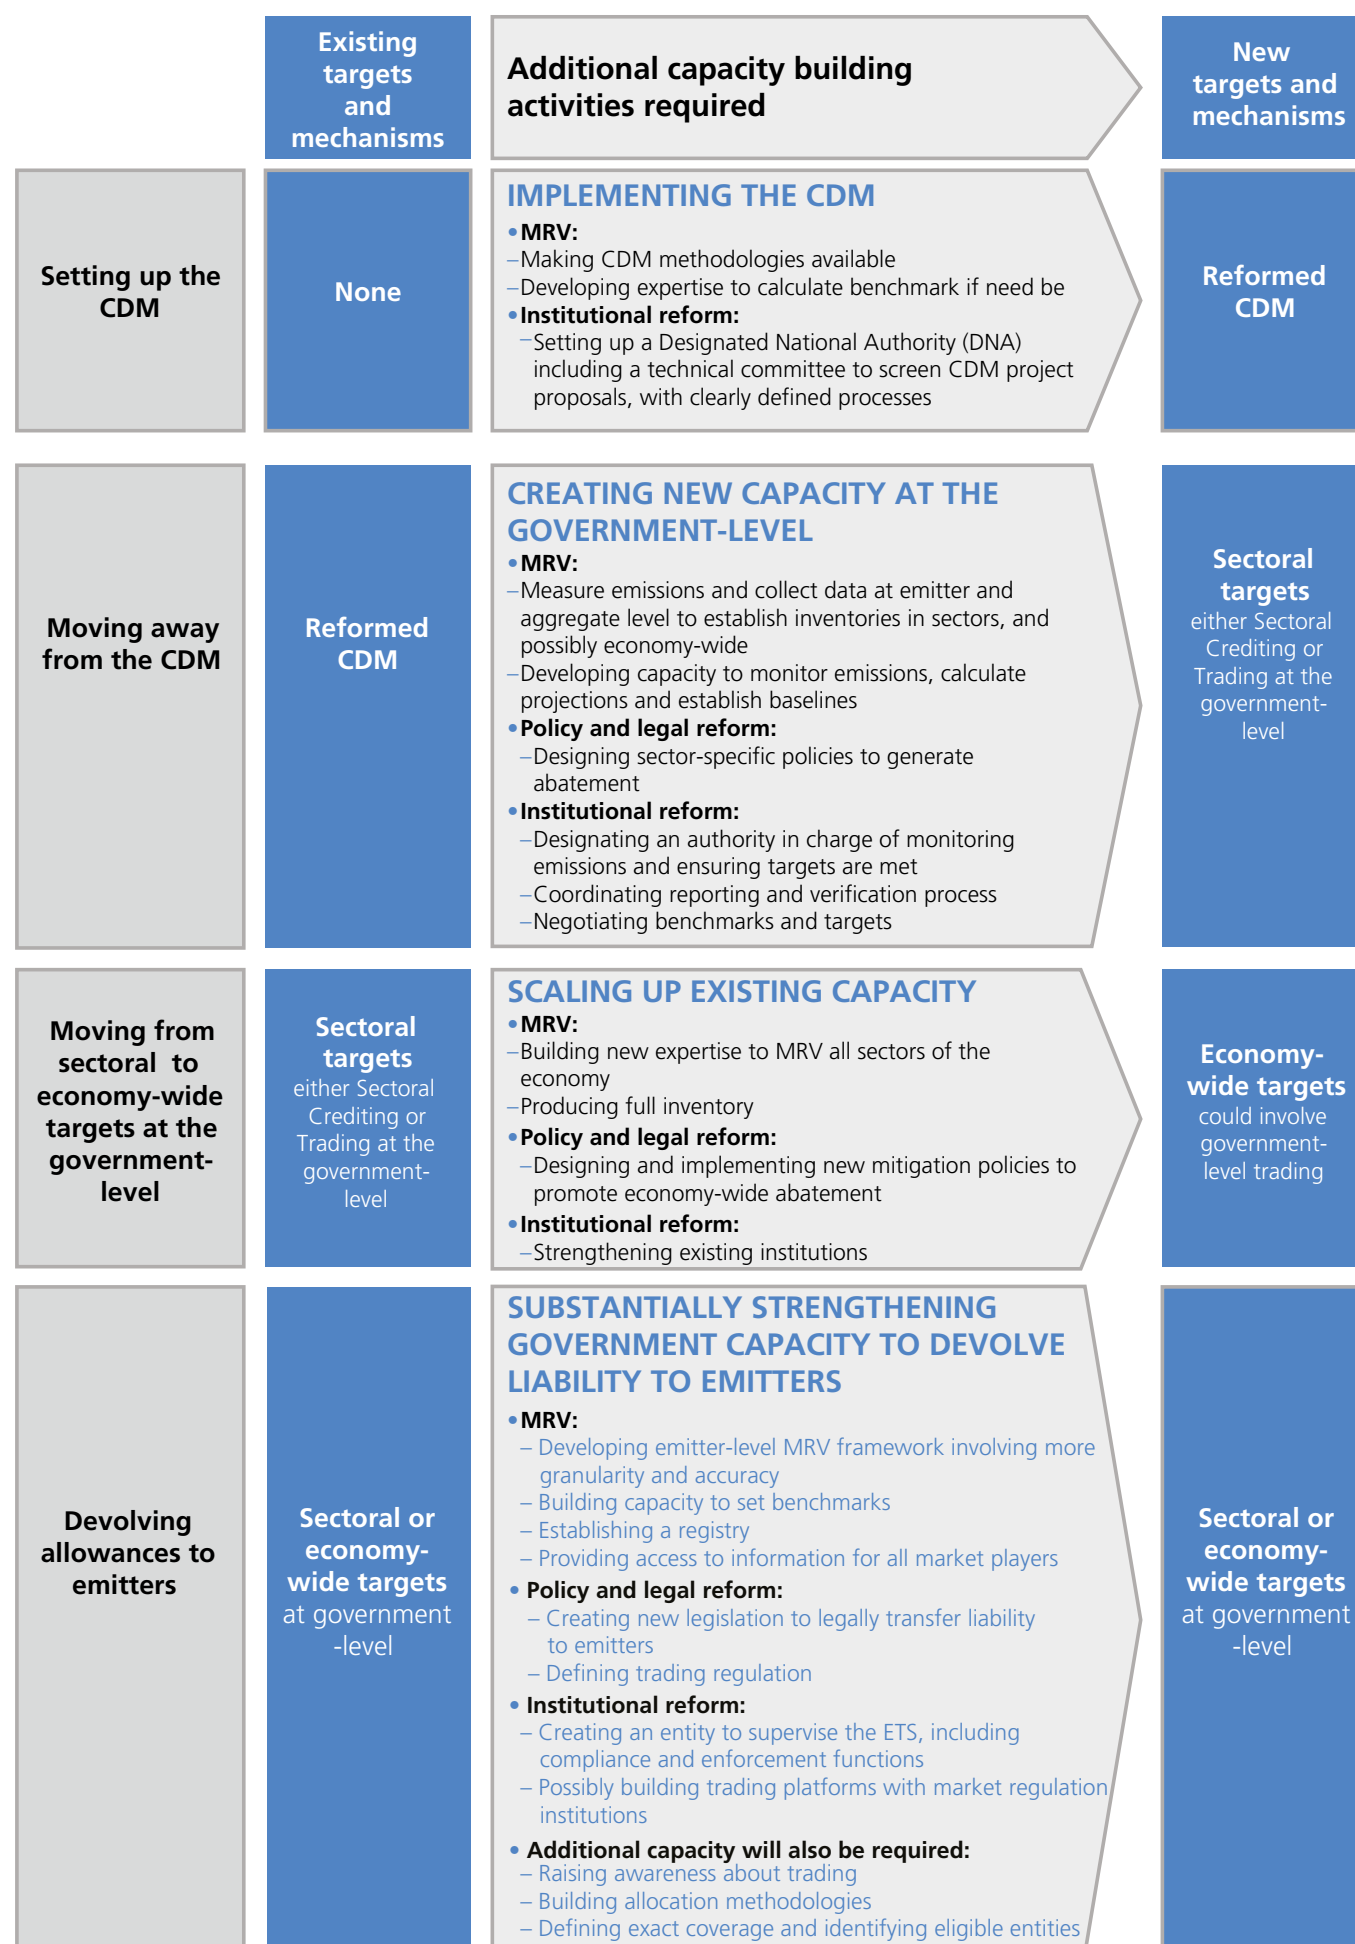 Existing
targets
and
mechanisms
Additional capacity building
activities required
New
targets and
mechanisms
Setting up the
CDM
None
IMPLEMENTING THE CDM
•MRV:
–Making CDM methodologies available
–Developing expertise to calculate benchmark if need be
•Institutional reform:
–Setting up a Designated National Authority (DNA)
including a technical committee to screen CDM project
proposals, with clearly defined processes
Reformed
CDM
Moving away
from the CDM
Reformed
CDM
CREATING NEW CAPACITY AT THE
GOVERNMENT-LEVEL
•MRV:
–Measure emissions and collect data at emitter and
aggregate level to establish inventories in sectors, and
possibly economy-wide
–Developing capacity to monitor emissions, calculate
projections and establish baselines
•Policy and legal reform:
–Designing sector-specific policies to generate
abatement
•Institutional reform:
–Designating an authority in charge of monitoring
emissions and ensuring targets are met
–Coordinating reporting and verification process
–Negotiating benchmarks and targets
Sectoral
targets
either Sectoral
Crediting or
Trading at the
government-
level
Moving from
sectoral to
economy-wide
targets at the
government-
level
Sectoral
targets
either Sectoral
Crediting or
Trading at the
government-
level
SCALING UP EXISTING CAPACITY
•MRV:
–Building new expertise to MRV all sectors of the
economy
–Producing full inventory
•Policy and legal reform:
–Designing and implementing new mitigation policies to
promote economy-wide abatement
•Institutional reform:
–Strengthening existing institutions
Economy-
wide targets
could involve
government-
level trading
Devolving
allowances to
emitters
Sectoral or
economy-
wide targets
at government
-level
SUBSTANTIALLY STRENGTHENING
GOVERNMENT CAPACITY TO DEVOLVE
LIABILITY TO EMITTERS
•MRV:
– Developing emitter-level MRV framework involving more
granularity and accuracy
– Building capacity to set benchmarks
– Establishing a registry
– Providing access to information for all market players
• Policy and legal reform:
– Creating new legislation to legally transfer liability
to emitters
– Defining trading regulation
• Institutional reform:
– Creating an entity to supervise the ETS, including
compliance and enforcement functions
– Possibly building trading platforms with market regulation
institutions
• Additional capacity will also be required:
– Raising awareness about trading
– Building allocation methodologies
– Defining exact coverage and identifying eligible entities
Sectoral or
economy-
wide targets
at government
-level